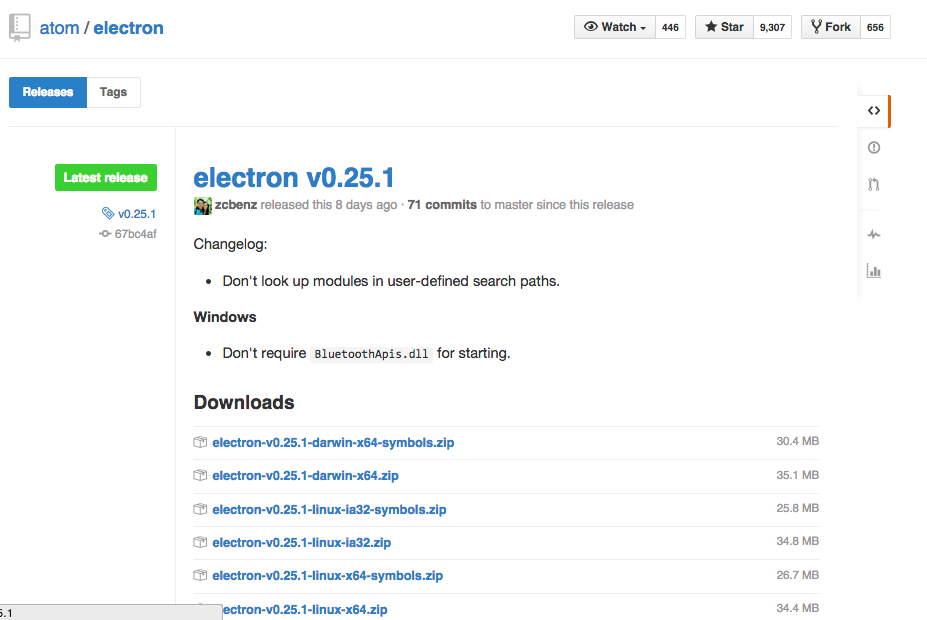 atom / electron
Watch 446 Star 9,307 Fork 656
Releases Tags
Latest release
v0.25.1
67bc4af
electron v0.25.1
zcbenz released this 8 days ago · 71 commits to master since this release
Changelog:
Don't look up modules in user-defined search paths.
Windows
Don't require BluetoothApis.dll for starting.
Downloads
electron-v0.25.1-darwin-x64-symbols.zip 30.4 MB
electron-v0.25.1-darwin-x64.zip 35.1 MB
electron-v0.25.1-linux-ia32-symbols.zip 25.8 MB
electron-v0.25.1-linux-ia32.zip 34.8 MB
electron-v0.25.1-linux-x64-symbols.zip 26.7 MB
electron-v0.25.1-linux-x64.zip 34.4 MB
5.1